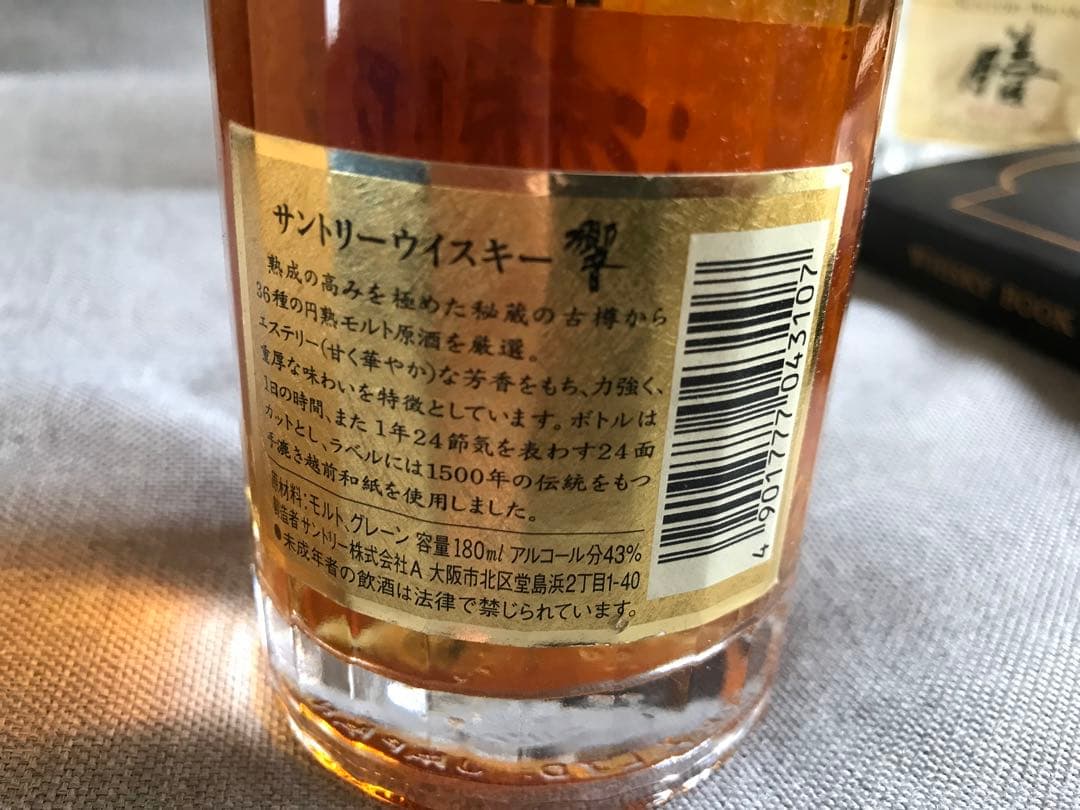 サントリーウイスキー 響
熟成の高みを極めた秘蔵の古樽から
36種の円熟モルト原酒を厳選。
エステリー(甘く華やか)な芳香をもち、力強く、
重厚な味わいを特徴としています。ボトルは
1日の時間、また1年24節気を表わす24面
カットとし、ラベルには1500年の伝統をもつ
手漉き越前和紙を使用しました。
原材料;モルト、グレーン 容量180ml アルコール分43%
製造者サントリー株式会社A 大阪市北区堂島浜2丁目1-40
●未成年者の飲酒は法律で禁じられています。
4 901777 043107
膳
WHISKY BOOK